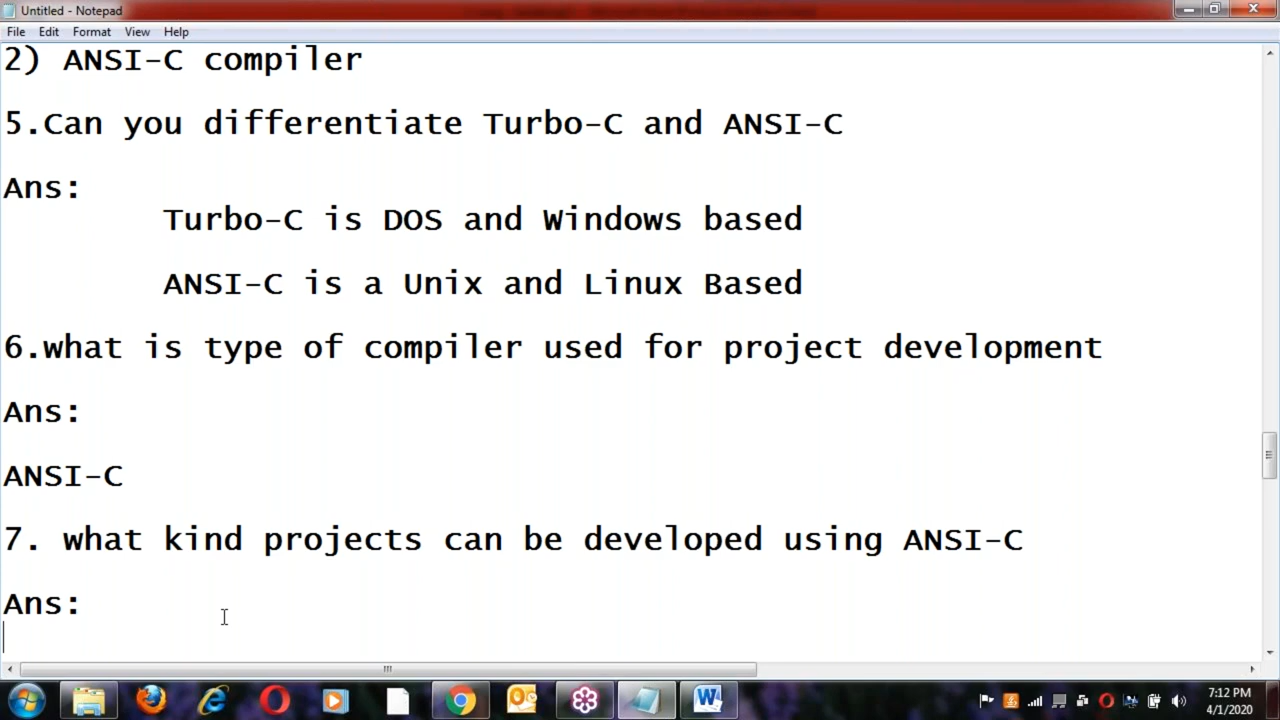 Untitled - Notepad
File Edit Format View Help
2) ANSI-C compiler
5.Can you differentiate Turbo-C and ANSI-C
Ans:
Turbo-C is DOS and Windows based
ANSI-C is a Unix and Linux Based
6.what is type of compiler used for project development
Ans:
ANSI-C
7. what kind projects can be developed using ANSI-C
Ans:
7:12 PM
4/1/2020